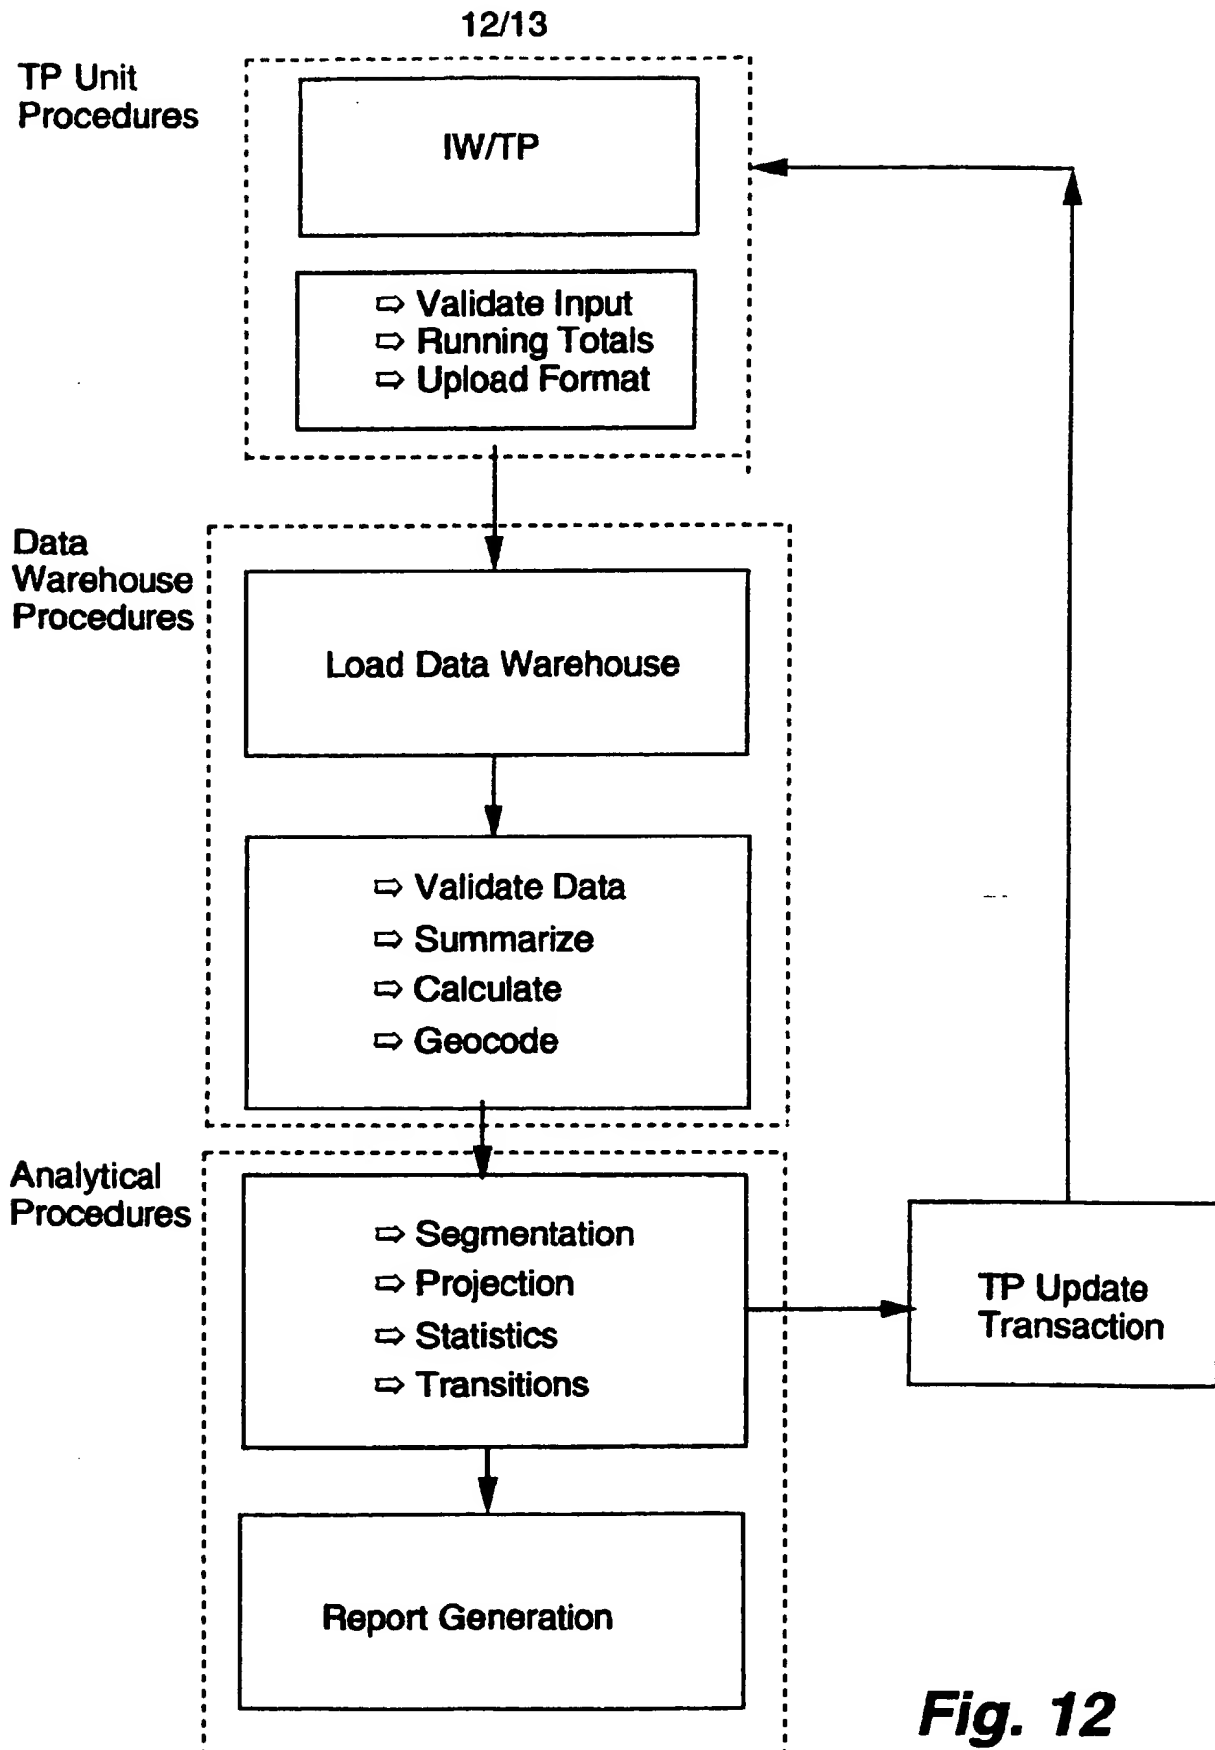 12/13
TP Unit
Procedures
IW/TP
⇨ Validate Input
⇨ Running Totals
⇨ Upload Format
Data
Warehouse
Procedures
Load Data Warehouse
⇨ Validate Data
⇨ Summarize
⇨ Calculate
⇨ Geocode
Analytical
Procedures
⇨ Segmentation
⇨ Projection
⇨ Statistics
⇨ Transitions
TP Update
Transaction
Report Generation
Fig. 12